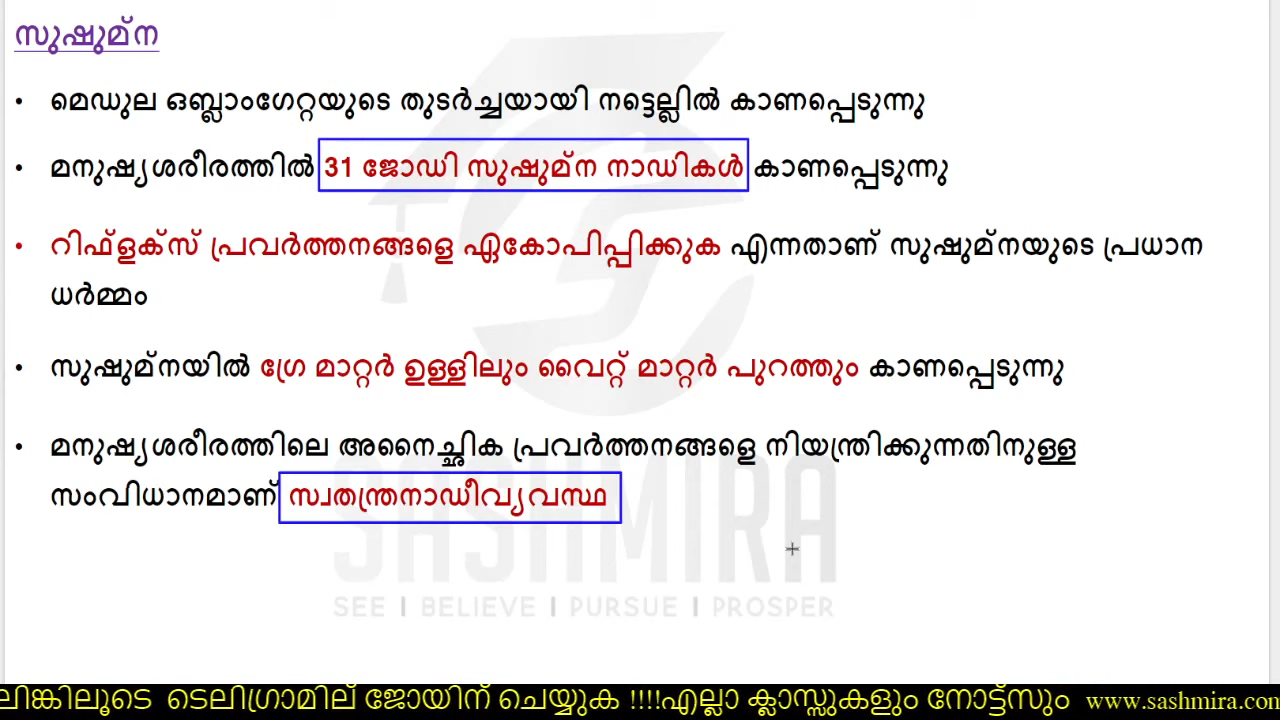 സുഷുമ്ന
• മെഡുല ഒബ്ലാംഗേറ്റയുടെ തുടർച്ചയായി നട്ടെല്ലിൽ കാണപ്പെടുന്നു
• മനുഷ്യശരീരത്തിൽ 31 ജോഡി സുഷുമ്ന നാഡികൾ കാണപ്പെടുന്നു
• റിഫ്ളക്സ് പ്രവർത്തനങ്ങളെ ഏകോപിപ്പിക്കുക എന്നതാണ് സുഷുമ്നയുടെ പ്രധാന
ധർമ്മം
• സുഷുമ്നയിൽ ഗ്രേ മാറ്റർ ഉള്ളിലും വൈറ്റ് മാറ്റർ പുറത്തും കാണപ്പെടുന്നു
• മനുഷ്യശരീരത്തിലെ അനൈച്ഛിക പ്രവർത്തനങ്ങളെ നിയന്ത്രിക്കുന്നതിനുള്ള
സംവിധാനമാണ് സ്വതന്ത്രനാഡീവ്യവസ്ഥ
SASHMIRA
SEE | BELIEVE | PURSUE | PROSPER
ലിങ്കിലൂടെ ടെലിഗ്രാമില് ജോയിന് ചെയ്യുക !!!!എല്ലാ ക്ലാസ്സുകളും നോട്ട്സും www.sashmira.con